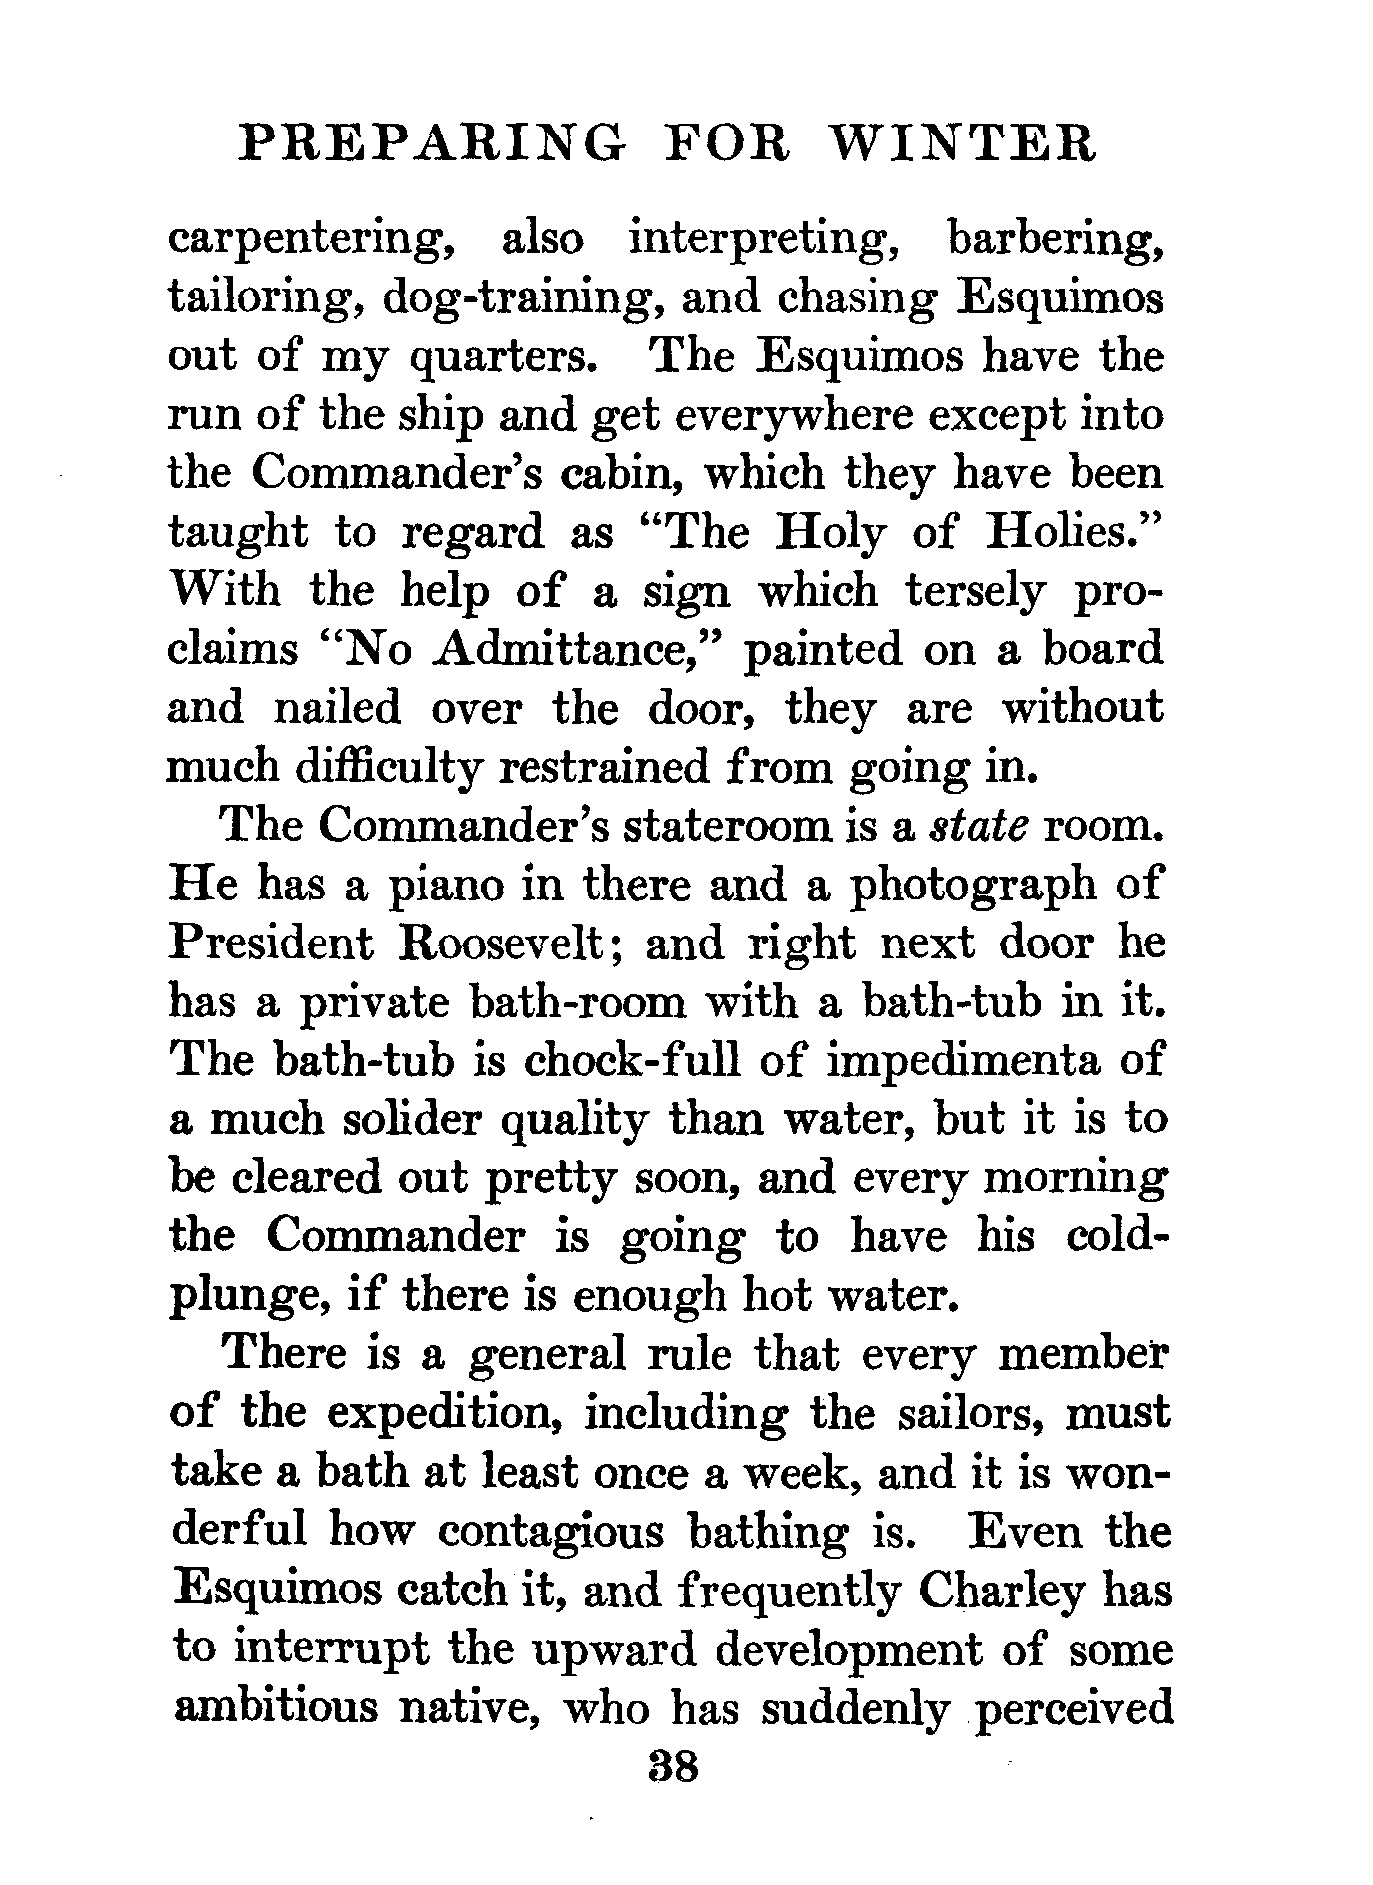 PREPARING FOR WINTER
carpentering, also interpreting, barbering,
tailoring, dog-training, and chasing Esquimos
out of my quarters. The Esquimos have the
run of the ship and get everywhere except into
the Commander's cabin, which they have been
taught to regard as “The Holy of Holies.”
With the help of a sign which tersely pro-
claims “No Admittance,” painted on a board
and nailed over the door, they are without
much difficulty restrained from going in.
The Commander's stateroom is a state room.
He has a piano in there and a photograph of
President Roosevelt; and right next door he
has a private bath-room with a bath-tub in it.
The bath-tub is chock-full of impedimenta of
a much solider quality than water, but it is to
be cleared out pretty soon, and every morning
the Commander is going to have his cold-
plunge, if there is enough hot water.
There is a general rule that every member
of the expedition, including the sailors, must
take a bath at least once a week, and it is won-
derful how contagious bathing is. Even the
Esquimos catch it, and frequently Charley has
to interrupt the upward development of some
ambitious native, who has suddenly perceived
38